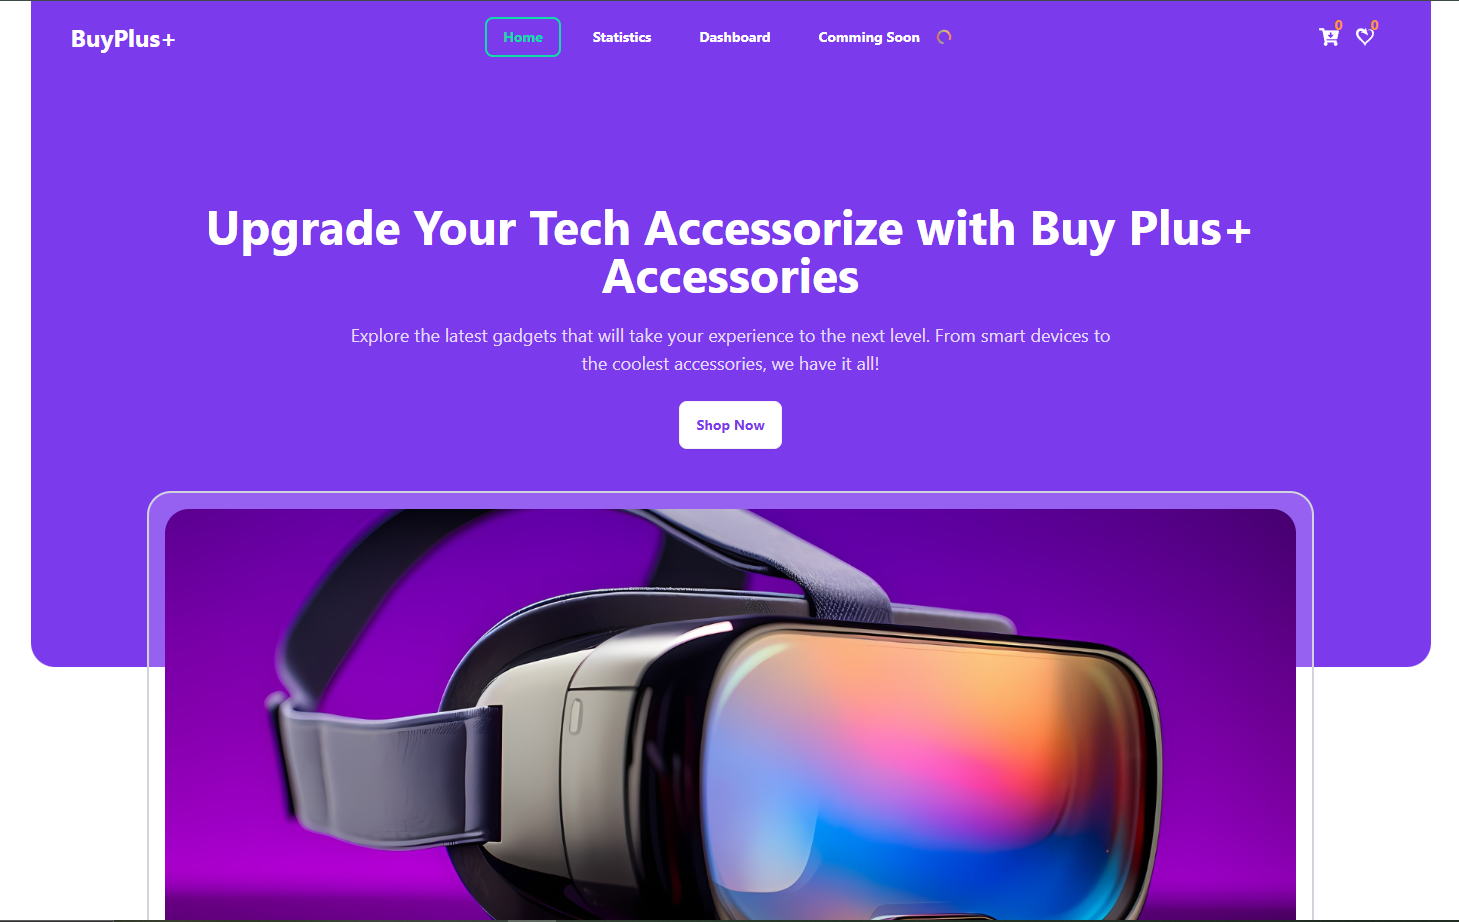 BuyPlus+
Home Statistics Dashboard Comming Soon
0 0
Upgrade Your Tech Accessorize with Buy Plus+
Accessories
Explore the latest gadgets that will take your experience to the next level. From smart devices to
the coolest accessories, we have it all!
Shop Now